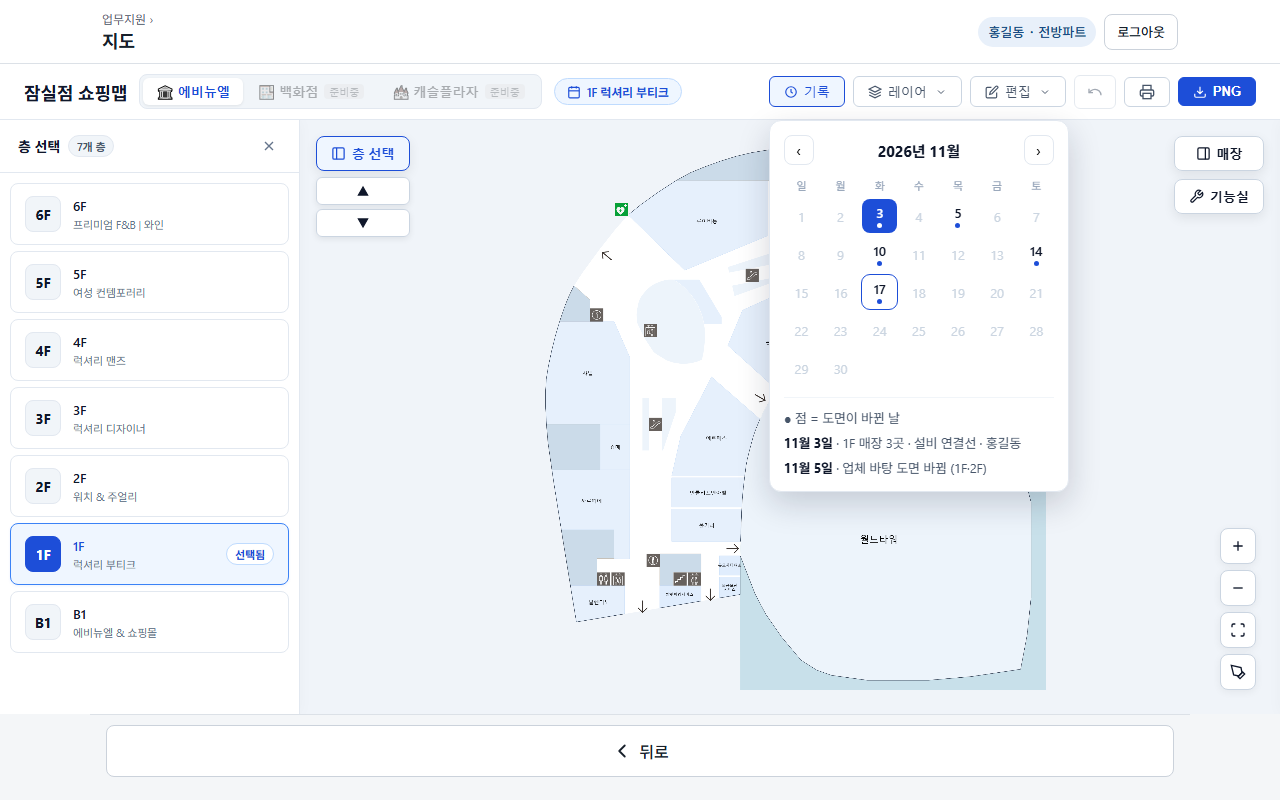 업무지원 ›
지도
홍길동 · 전방파트
로그아웃
잠실점 쇼핑맵
에비뉴엘
백화점 준비중
캐슬플라자 준비중
1F 럭셔리 부티크
기록
레이어
편집
PNG
층 선택 7개 층
6F
6F
프리미엄 F&B | 와인
5F
5F
여성 컨템포러리
4F
4F
럭셔리 맨즈
3F
3F
럭셔리 디자이너
2F
2F
위치 & 주얼리
1F
1F
럭셔리 부티크
선택됨
B1
B1
에비뉴엘 & 쇼핑몰
층 선택
▲
▼
매장
기능실
월드타워
‹ 2026년 11월 ›
일 월 화 수 목 금 토
1 2 3 4 5 6 7
8 9 10 11 12 13 14
15 16 17 18 19 20 21
22 23 24 25 26 27 28
29 30
● 점 = 도면이 바뀐 날
11월 3일 · 1F 매장 3곳 · 설비 연결선 · 홍길동
11월 5일 · 업체 바탕 도면 바뀜 (1F·2F)
뒤로